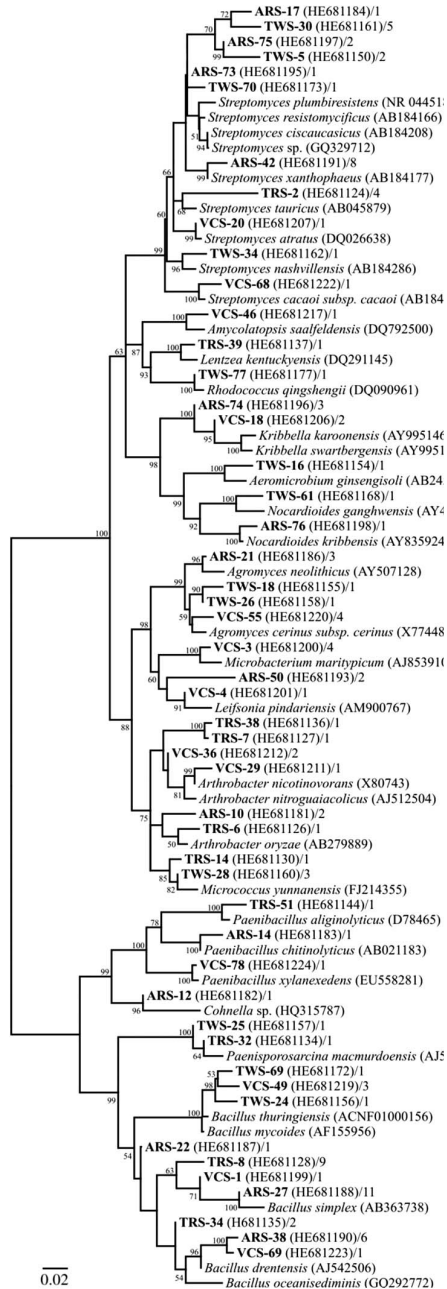 ARS-17 (HE681184)/1
72
TWS-30 (HE681161)/5
70
ARS-75 (HE681197)/2
99
TWS-5 (HE681150)/2
ARS-73 (HE681195)/1
TWS-70 (HE681173)/1
Streptomyces plumbiresistens (NR 04451
Streptomyces resistomycificus (AB184166)
51
Streptomyces ciscaucasicus (AB184208)
94
Streptomyces sp. (GQ329712)
ARS-42 (HE681191)/8
99
Streptomyces xanthophaeus (AB184177)
66
TRS-2 (HE681124)/4
68
Streptomyces tauricus (AB045879)
60
VCS-20 (HE681207)/1
99
Streptomyces atratus (DQ026638)
99
TWS-34 (HE681162)/1
96
Streptomyces nashvillensis (AB184286)
VCS-68 (HE681222)/1
100
Streptomyces cacaoi subsp. cacaoi (AB184
VCS-46 (HE681217)/1
100
Amycolatopsis saalfeldensis (DQ792500)
63
87
TRS-39 (HE681137)/1
100
Lentzea kentuckyensis (DQ291145)
93
TWS-77 (HE681177)/1
100
Rhodococcus qingshengii (DQ090961)
ARS-74 (HE681196)/3
100
VCS-18 (HE681206)/2
95
Kribbella karoonensis (AY995146
Kribbella swartbergensis (AY9951
98
TWS-16 (HE681154)/1
100
Aeromicrobium ginsengisoli (AB24
99
TWS-61 (HE681168)/1
100
Nocardioides ganghwensis (AY4
92
ARS-76 (HE681198)/1
100
Nocardioides kribbensis (AY835924
100
ARS-21 (HE681186)/3
96
Agromyces neolithicus (AY507128)
99
TWS-18 (HE681155)/1
90
TWS-26 (HE681158)/1
59
VCS-55 (HE681220)/4
Agromyces cerinus subsp. cerinus (X77448
98
VCS-3 (HE681200)/4
100
Microbacterium maritypicum (AJ853910
60
ARS-50 (HE681193)/2
VCS-4 (HE681201)/1
91
Leifsonia pindariensis (AM900767)
88
TRS-38 (HE681136)/1
100
TRS-7 (HE681127)/1
VCS-36 (HE681212)/2
VCS-29 (HE681211)/1
99
Arthrobacter nicotinovorans (X80743)
81
Arthrobacter nitroguaiacolicus (AJ512504)
75
ARS-10 (HE681181)/2
TRS-6 (HE681126)/1
50
Arthrobacter oryzae (AB279889)
TRS-14 (HE681130)/1
85
TWS-28 (HE681160)/3
82
Micrococcus yunnanensis (FJ214355)
TRS-51 (HE681144)/1
100
78
Paenibacillus aliginolyticus (D78465)
ARS-14 (HE681183)/1
100
100
Paenibacillus chitinolyticus (AB021183)
VCS-78 (HE681224)/1
99
100
Paenibacillus xylanexedens (EU558281)
ARS-12 (HE681182)/1
96
Cohnella sp. (HQ315787)
TWS-25 (HE681157)/1
100
TRS-32 (HE681134)/1
64
Paenisporosarcina macmurdoensis (AJ5
99
TWS-69 (HE681172)/1
53
VCS-49 (HE681219)/3
98
TWS-24 (HE681156)/1
100
Bacillus thuringiensis (ACNF01000156)
Bacillus mycoides (AF155956)
54
ARS-22 (HE681187)/1
TRS-8 (HE681128)/9
63
VCS-1 (HE681199)/1
71
ARS-27 (HE681188)/11
100
Bacillus simplex (AB363738)
TRS-34 (H681135)/2
ARS-38 (HE681190)/6
100
VCS-69 (HE681223)/1
96
Bacillus drentensis (AJ542506)
54
Bacillus oceanisediminis (GQ292772)
0.02